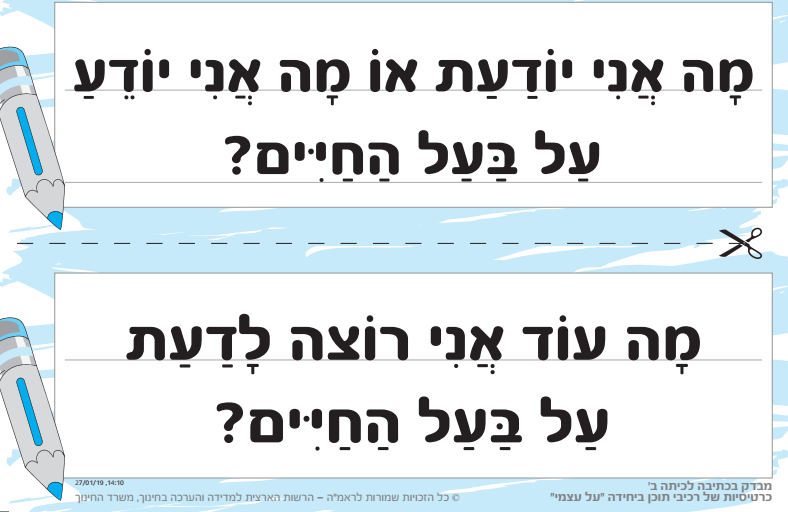 מָה אֲנִי יוֹדַעַת אוֹ מָה אֲנִי יוֹדֵעַ
עַל בַּעַל הַחַיִּים?
מָה עוֹד אֲנִי רוֹצה לָדַעַת
עַל בַּעַל הַחַיִּים?
27/01/19 ,14:10
מבדק בכתיבה לכיתה ב'
כרטיסיות של רכיבי תוכן ביחידה "על עצמי"
© כל הזכויות שמורות לראמ"ה – הרשות הארצית למדידה והערכה בחינוך, משרד החינוך